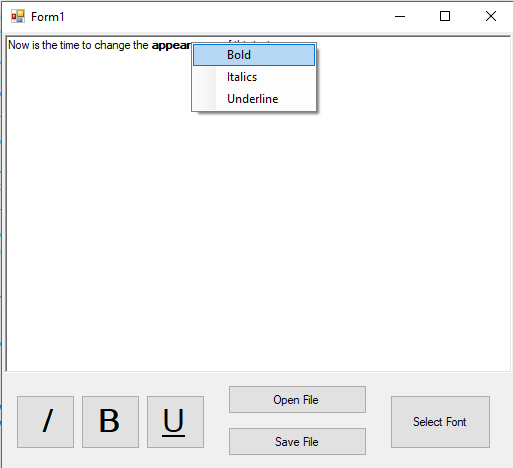 Form1
Now is the time to change the appear
Bold
Italics
Underline
I
B
U
Open File
Save File
Select Font